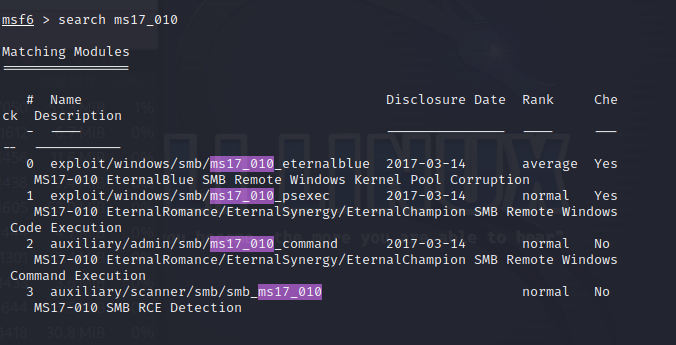 msf6 > search ms17_010
Matching Modules
================
# Name Disclosure Date Rank Che
ck Description
- ---- --------------- ---- ---
-- -----------
0 exploit/windows/smb/ms17_010_eternalblue 2017-03-14 average Yes
MS17-010 EternalBlue SMB Remote Windows Kernel Pool Corruption
1 exploit/windows/smb/ms17_010_psexec 2017-03-14 normal Yes
MS17-010 EternalRomance/EternalSynergy/EternalChampion SMB Remote Windows
Code Execution
2 auxiliary/admin/smb/ms17_010_command 2017-03-14 normal No
MS17-010 EternalRomance/EternalSynergy/EternalChampion SMB Remote Windows
Command Execution
3 auxiliary/scanner/smb/smb_ms17_010 normal No
MS17-010 SMB RCE Detection